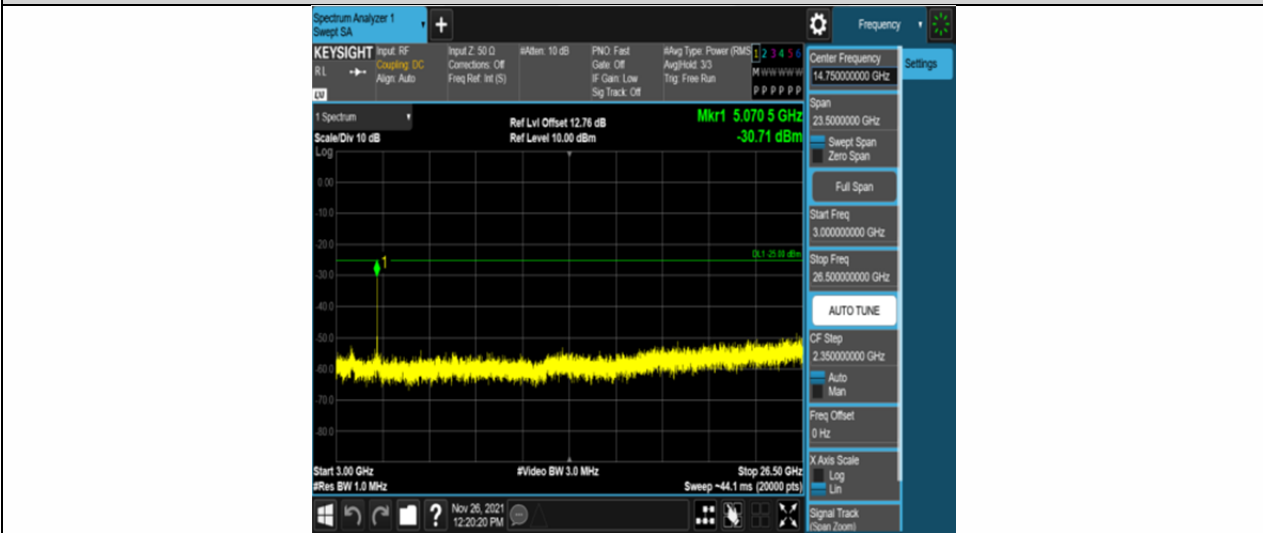 Spectrum Analyzer 1
Swept SA
+
Frequency
KEYSIGHT
RL
LXI
Input: RF
Coupling: DC
Align: Auto
Input Z: 50 Ω
Corrections: Off
Freq Ref: Int (S)
#Atten: 10 dB
PNO: Fast
Gate: Off
IF Gain: Low
Sig Track: Off
#Avg Type: Power (RMS
Avg|Hold: 3/3
Trig: Free Run
1 2 3 4 5 6
M W W W W W
P P P P P P
1 Spectrum
Scale/Div 10 dB
Log
Ref Lvl Offset 12.76 dB
Ref Level 10.00 dBm
Mkr1 5.070 5 GHz
-30.71 dBm
0.00
-10.0
-20.0
-30.0
-40.0
-50.0
-60.0
-70.0
-80.0
1
DL1 -25.00 dBm
Start 3.00 GHz
#Res BW 1.0 MHz
#Video BW 3.0 MHz
Stop 26.50 GHz
Sweep ~44.1 ms (20000 pts)
?
Nov 26, 2021
12:20:20 PM
Center Frequency
14.750000000 GHz
Span
23.5000000 GHz
Swept Span
Zero Span
Full Span
Start Freq
3.000000000 GHz
Stop Freq
26.500000000 GHz
AUTO TUNE
CF Step
2.350000000 GHz
Auto
Man
Freq Offset
0 Hz
X Axis Scale
Log
Lin
Signal Track
(Span Zoom)
Settings